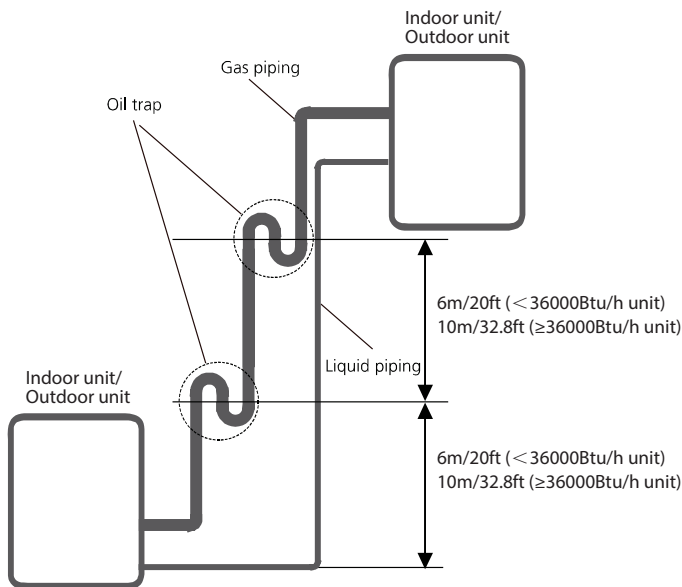 Indoor unit/
Outdoor unit
Gas piping
Oil trap
6m/20ft (＜36000Btu/h unit)
10m/32.8ft (≥36000Btu/h unit)
Liquid piping
Indoor unit/
Outdoor unit
6m/20ft (＜36000Btu/h unit)
10m/32.8ft (≥36000Btu/h unit)